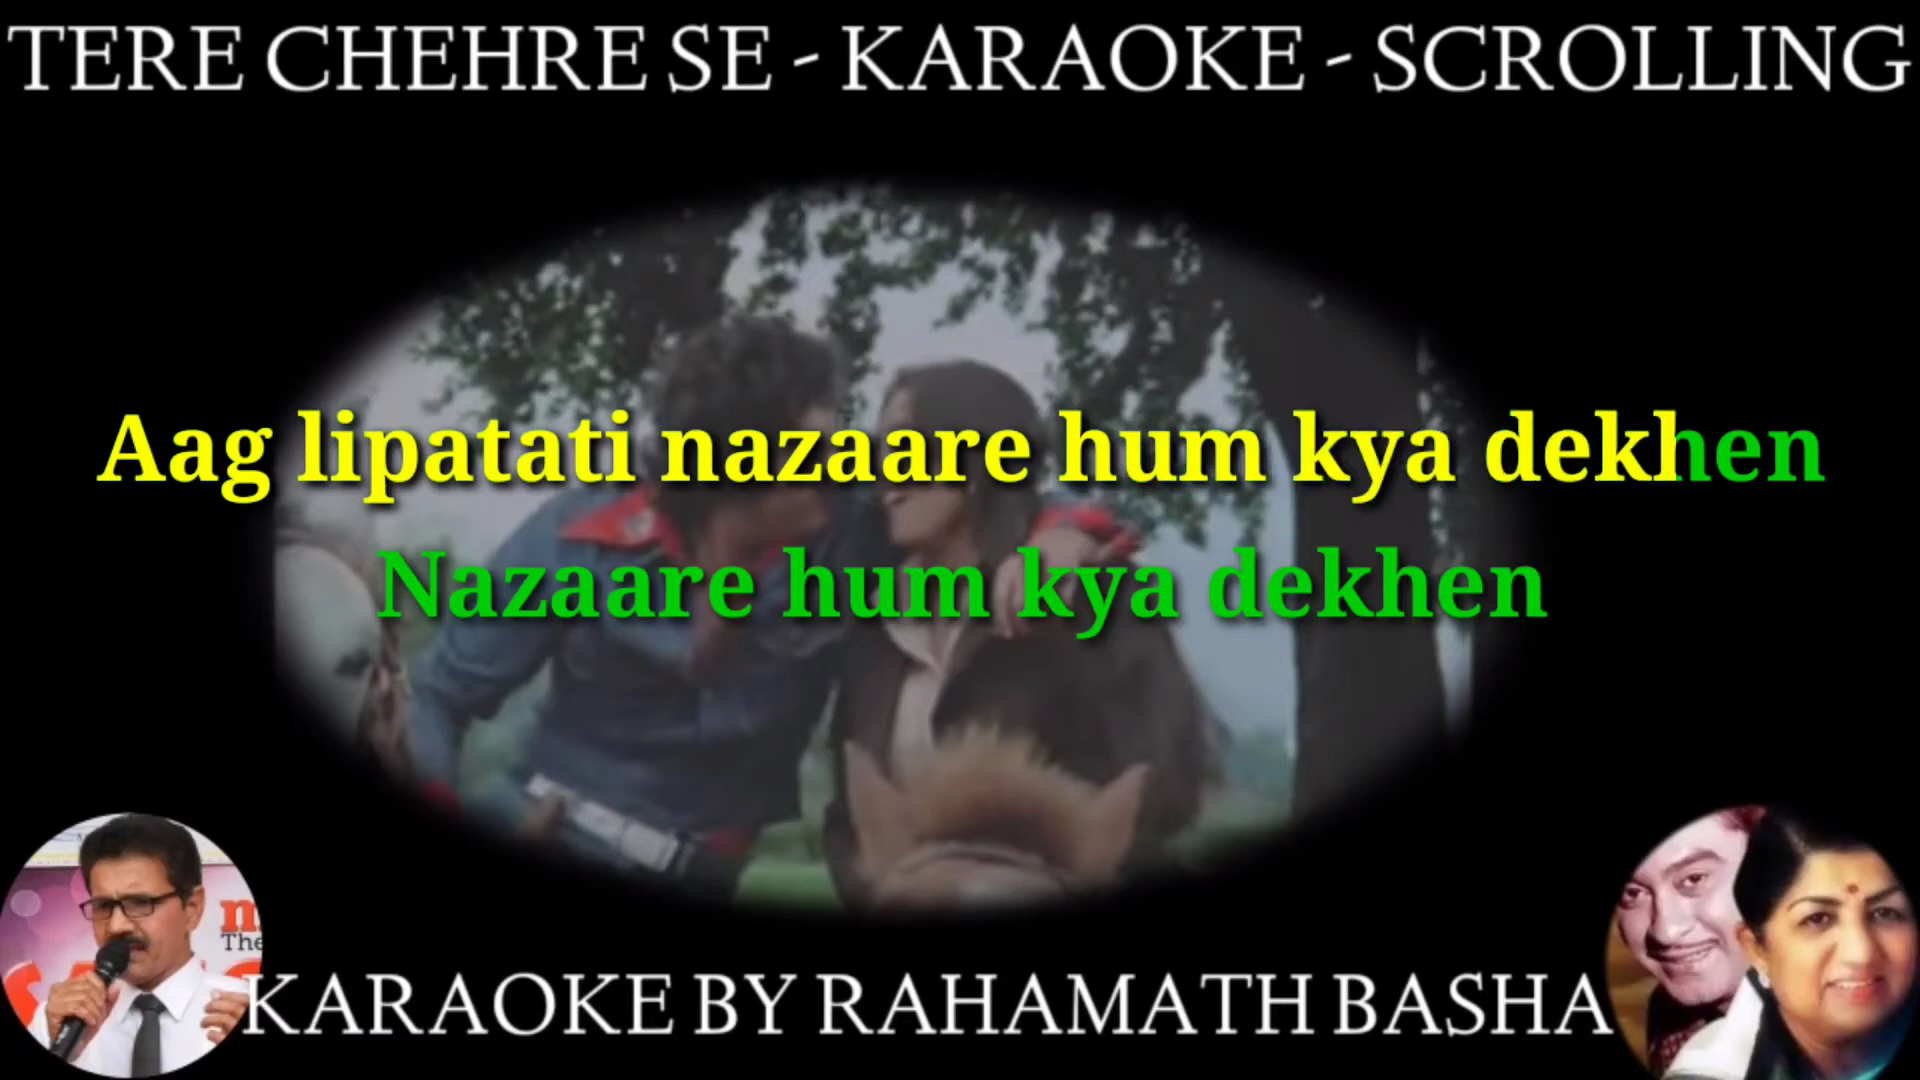 TERE CHEHRE SE - KARAOKE - SCROLLING
Aag lipatati nazaare hum kya dekhen
Nazaare hum kya dekhen
The
KARAOKE BY RAHAMATH BASHA